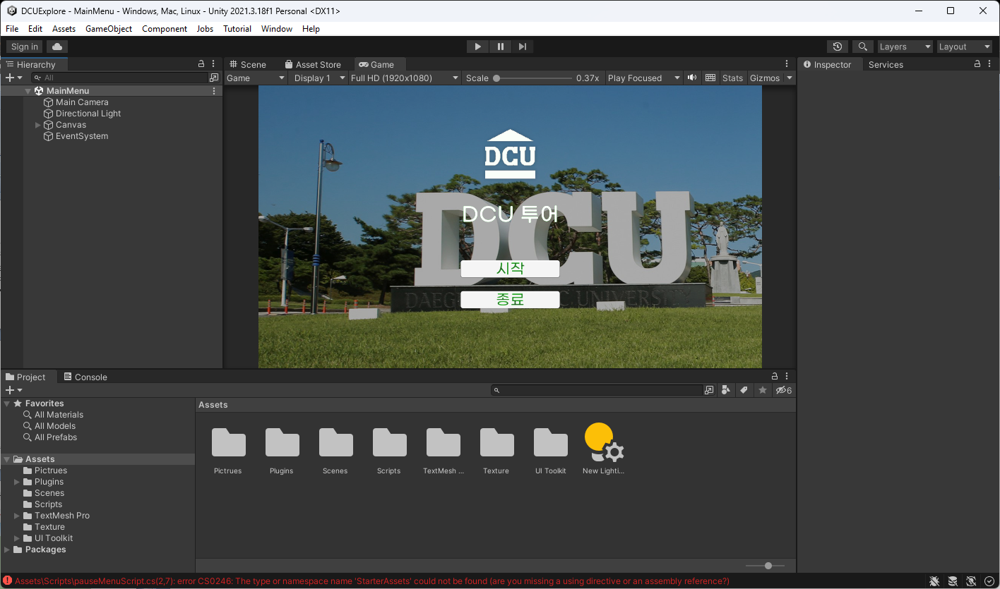 DCUExplore - MainMenu - Windows, Mac, Linux - Unity 2021.3.18f1 Personal <DX11>
File Edit Assets GameObject Component Jobs Tutorial Window Help
Sign in Layers Layout
Hierarchy Scene Asset Store Game Inspector Services
All Game Display 1 Full HD (1920x1080) Scale 0.37x Play Focused Stats Gizmos
MainMenu
Main Camera
Directional Light
Canvas
EventSystem
DCU
DCU
DCU 투어
시작
종료
Project Console
6
Favorites
All Materials
All Models
All Prefabs
Assets
Pictrues
Plugins
Scenes
Scripts
TextMesh Pro
Texture
UI Toolkit
Packages
Assets
Pictrues Plugins Scenes Scripts TextMesh ... Texture UI Toolkit New Lighti...
Assets\Scripts\pauseMenuScript.cs(2,7): error CS0246: The type or namespace name 'StarterAssets' could not be found (are you missing a using directive or an assembly reference?)